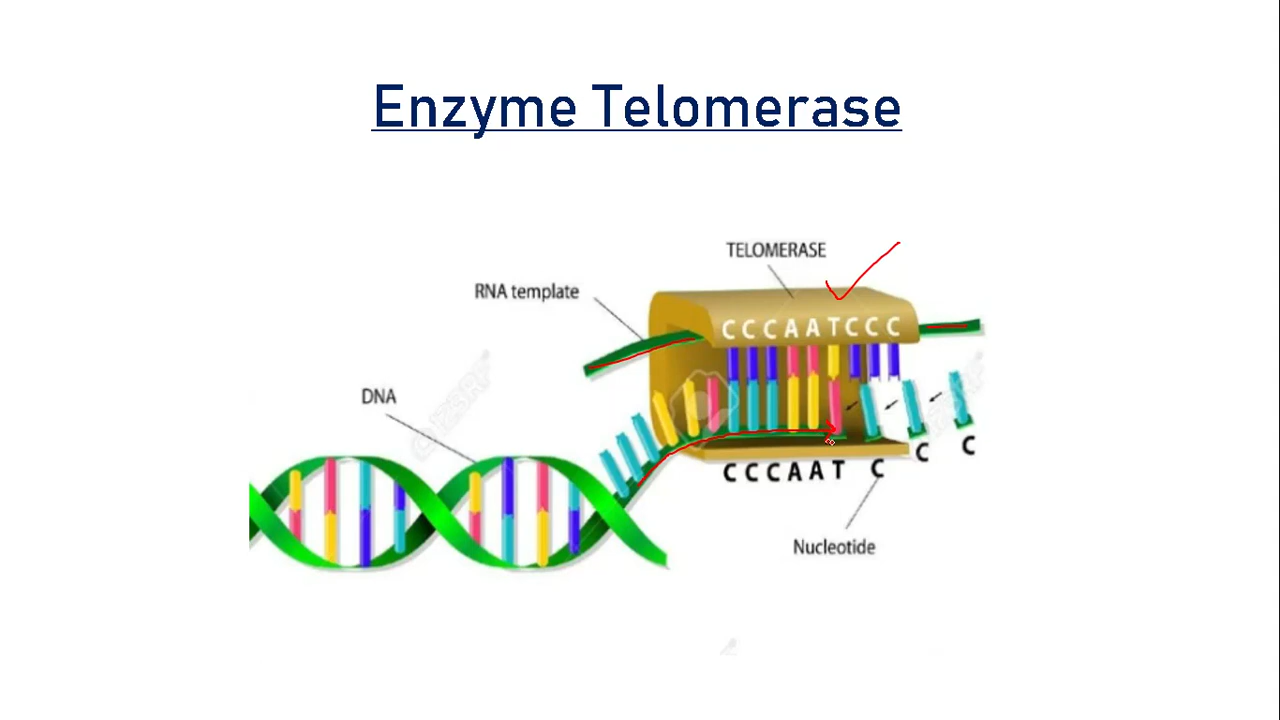 Enzyme Telomerase
TELOMERASE
RNA template
CCCAATCCC
DNA
CCCAAT C C C
Nucleotide